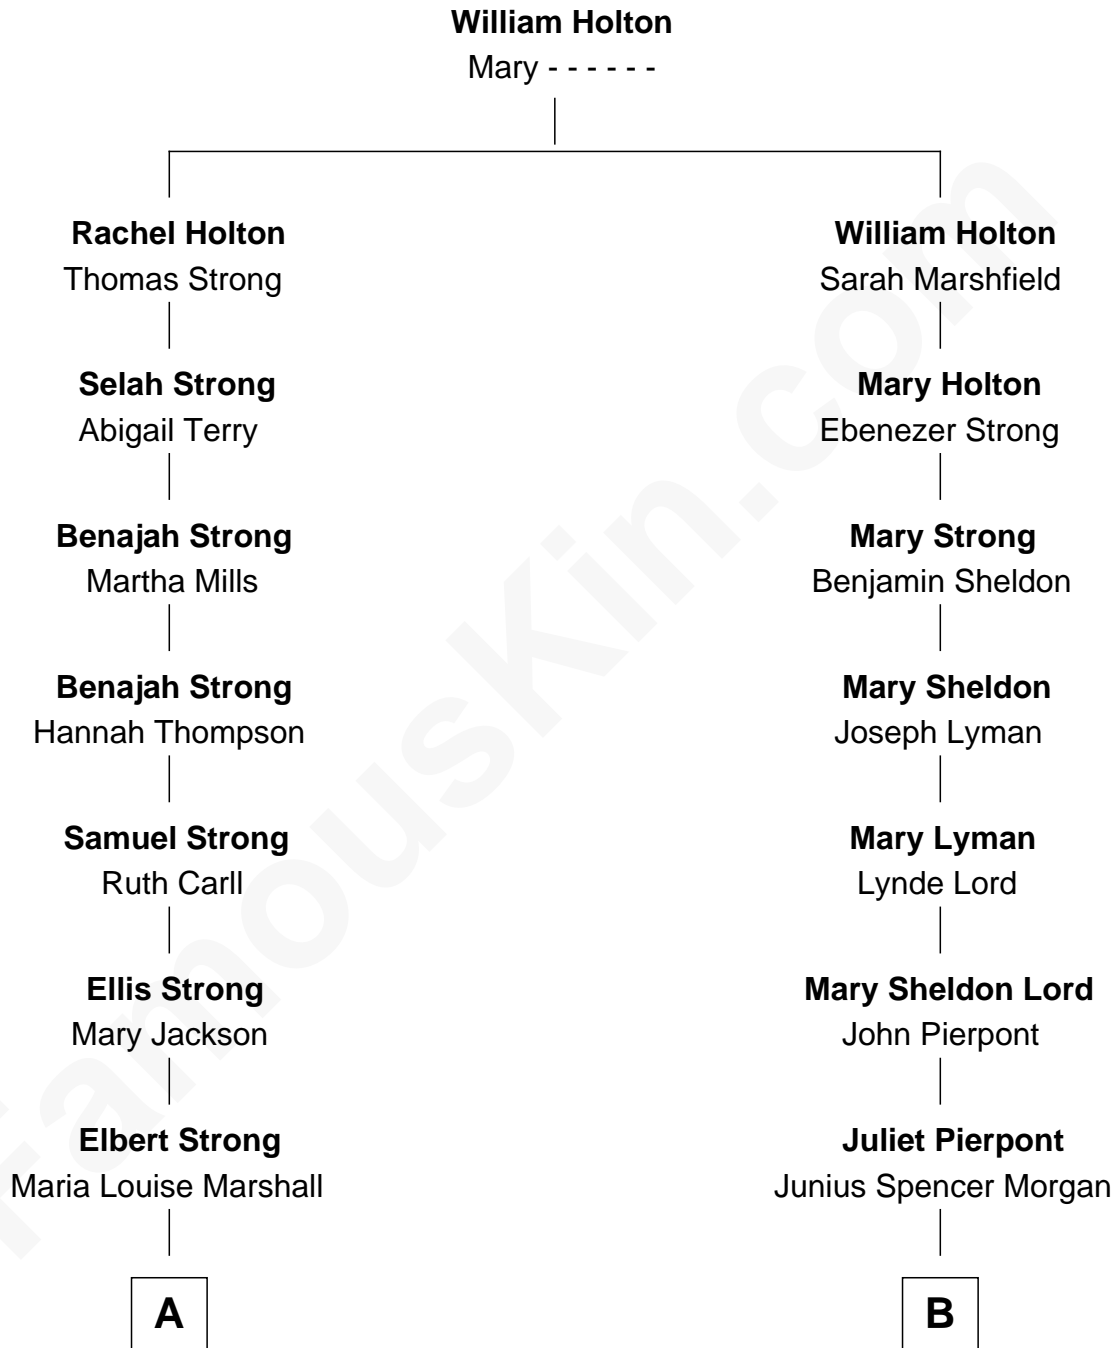 William Holton
Mary - - - - - -
Rachel Holton
Thomas Strong
Selah Strong
Abigail Terry
Benajah Strong
Martha Mills
Benajah Strong
Hannah Thompson
Samuel Strong
Ruth Carll
Ellis Strong
Mary Jackson
Elbert Strong
Maria Louise Marshall
A
William Holton
Sarah Marshfield
Mary Holton
Ebenezer Strong
Mary Strong
Benjamin Sheldon
Mary Sheldon
Joseph Lyman
Mary Lyman
Lynde Lord
Mary Sheldon Lord
John Pierpont
Juliet Pierpont
Junius Spencer Morgan
B
FamousKin.com